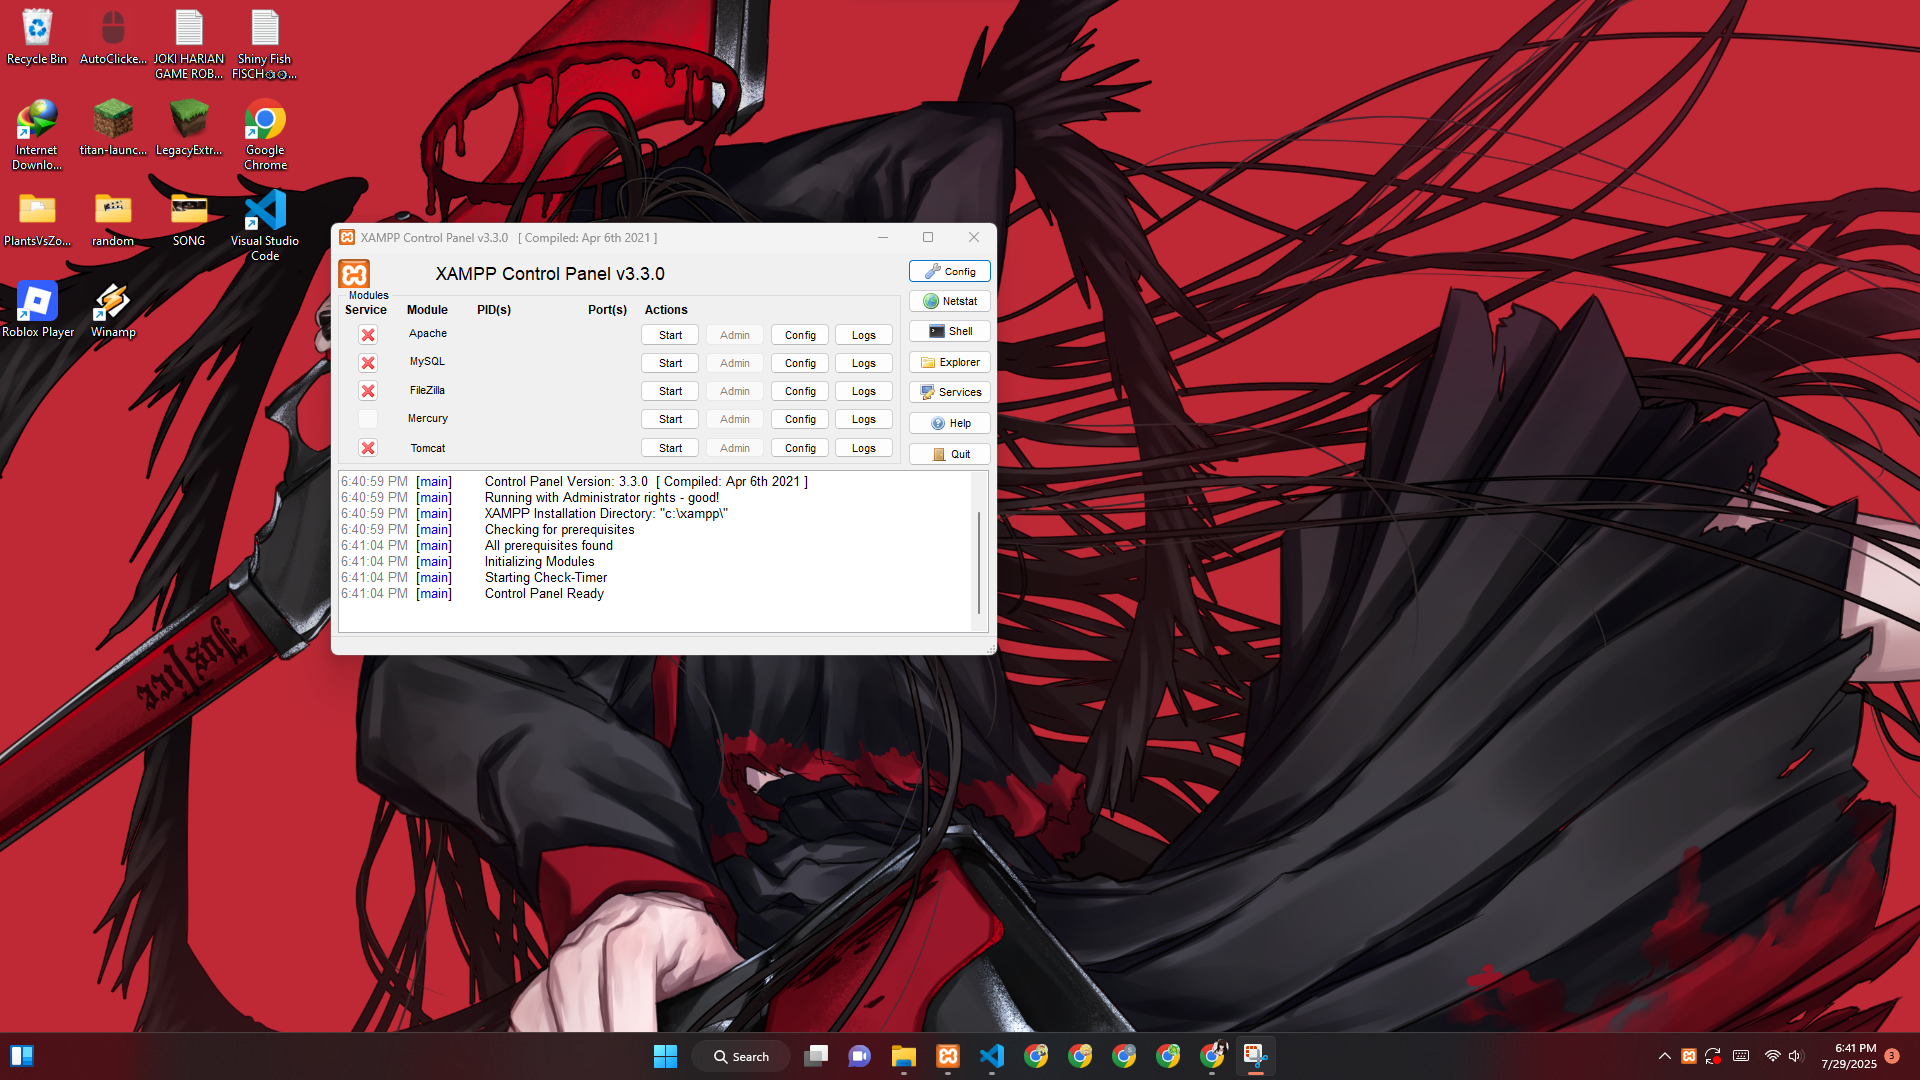 Recycle Bin
AutoClicke...
JOKI HARIAN
GAME ROB...
Shiny Fish
FISCH
Internet
Downlo...
titan-launc...
LegacyExtr...
Google
Chrome
PlantsVsZo...
random
SONG
Visual Studio
Code
Roblox Player
Winamp
XAMPP Control Panel v3.3.0 [ Compiled: Apr 6th 2021 ]
XAMPP Control Panel v3.3.0
Config
Modules
Service Module PID(s) Port(s) Actions
Netstat
Apache Start Admin Config Logs
Shell
MySQL Start Admin Config Logs
Explorer
FileZilla Start Admin Config Logs
Services
Mercury Start Admin Config Logs
Help
Tomcat Start Admin Config Logs
Quit
6:40:59 PM [main] Control Panel Version: 3.3.0 [ Compiled: Apr 6th 2021 ]
6:40:59 PM [main] Running with Administrator rights - good!
6:40:59 PM [main] XAMPP Installation Directory: "c:\xampp\"
6:40:59 PM [main] Checking for prerequisites
6:41:04 PM [main] All prerequisites found
6:41:04 PM [main] Initializing Modules
6:41:04 PM [main] Starting Check-Timer
6:41:04 PM [main] Control Panel Ready
Justice
Search
6:41 PM
7/29/2025
3